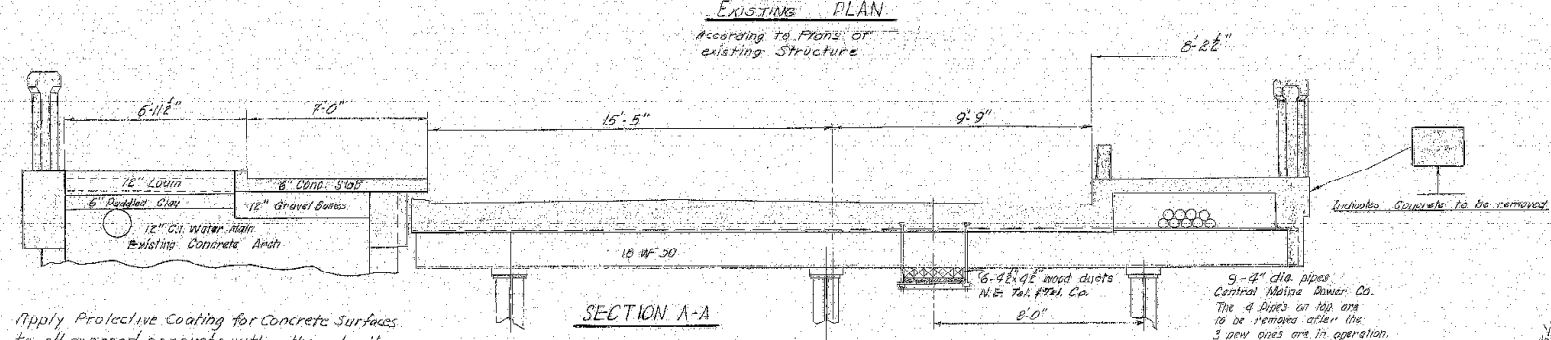 EXISTING PLAN
According to Plans of
existing Structure
8'-2½"
6'-11½"
7'-0"
15'-5"
9'-9"
12" Loam
6" Conc. Slab
6" Puddled Clay
12" Gravel
12" C.I. Water Main
Existing Concrete Arch
18 WF 50
Indicates Concrete to be removed
6-4½"x4½" wood ducts
N.E. Tel. & Tel. Co.
9-4" dia. pipes
Central Maine Power Co.
The 4 pipes on top are
to be removed after the
3 new ones are in operation.
8'-0"
SECTION A-A
Apply Protective Coating for Concrete Surfaces